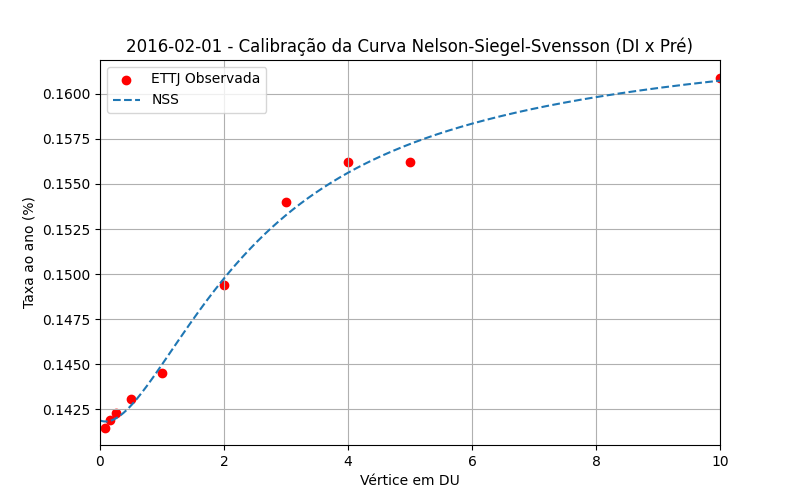 2016-02-01 - Calibração da Curva Nelson-Siegel-Svensson (DI x Pré)
ETTJ Observada
NSS
Taxa ao ano (%)
0.1600
0.1575
0.1550
0.1525
0.1500
0.1475
0.1450
0.1425
0 2 4 6 8 10
Vértice em DU